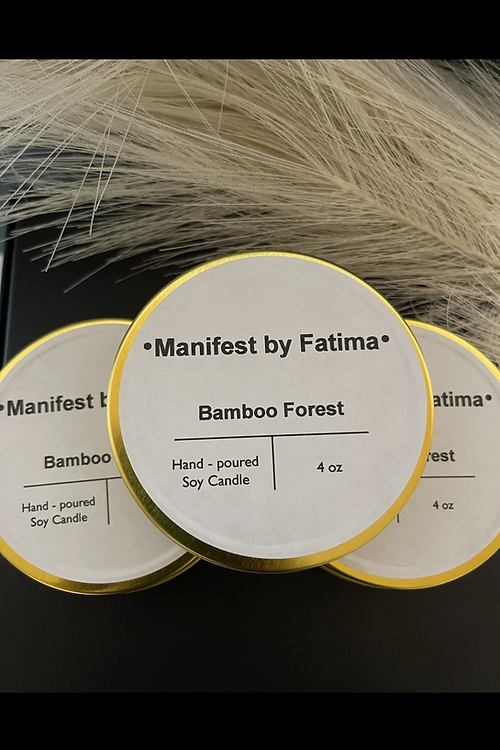 •Manifest by Fatima•
Bamboo Forest
Hand - poured
Soy Candle
4 oz
•Manifest b
Bamboo
Hand - poured
Soy Candle
atima•
rest
4 oz